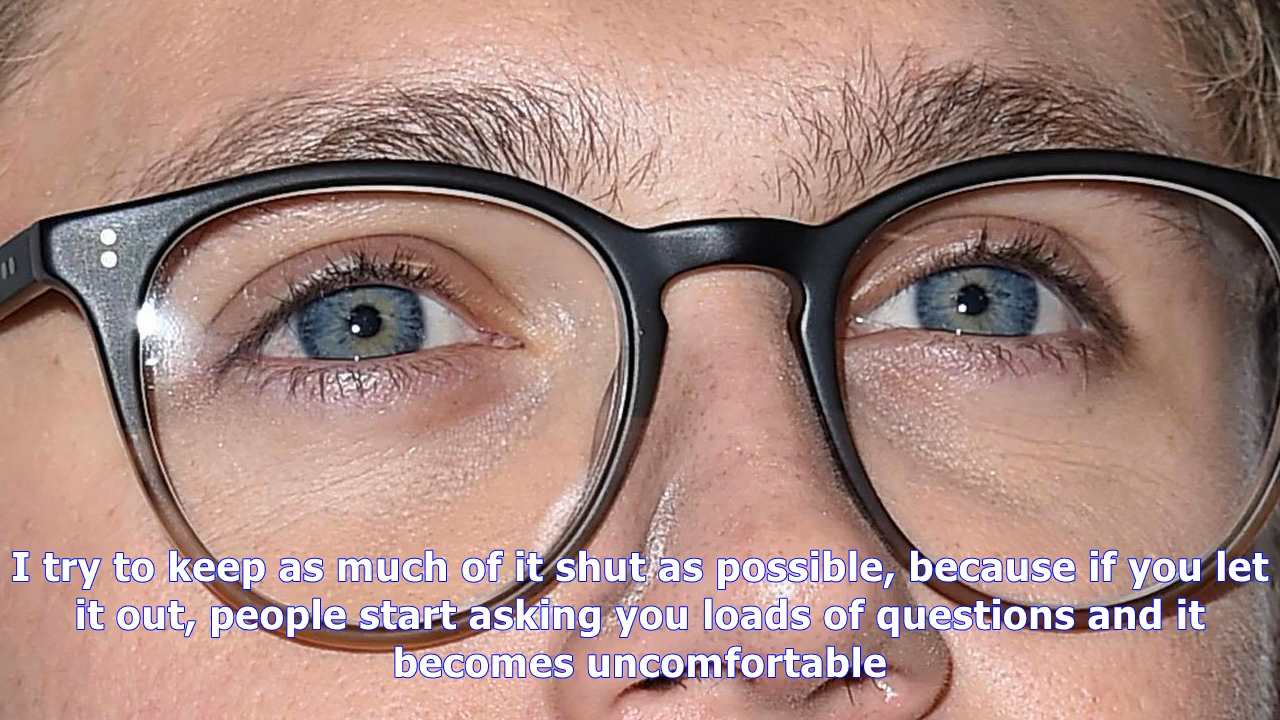 I try to keep as much of it shut as possible, because if you let
it out, people start asking you loads of questions and it
becomes uncomfortable